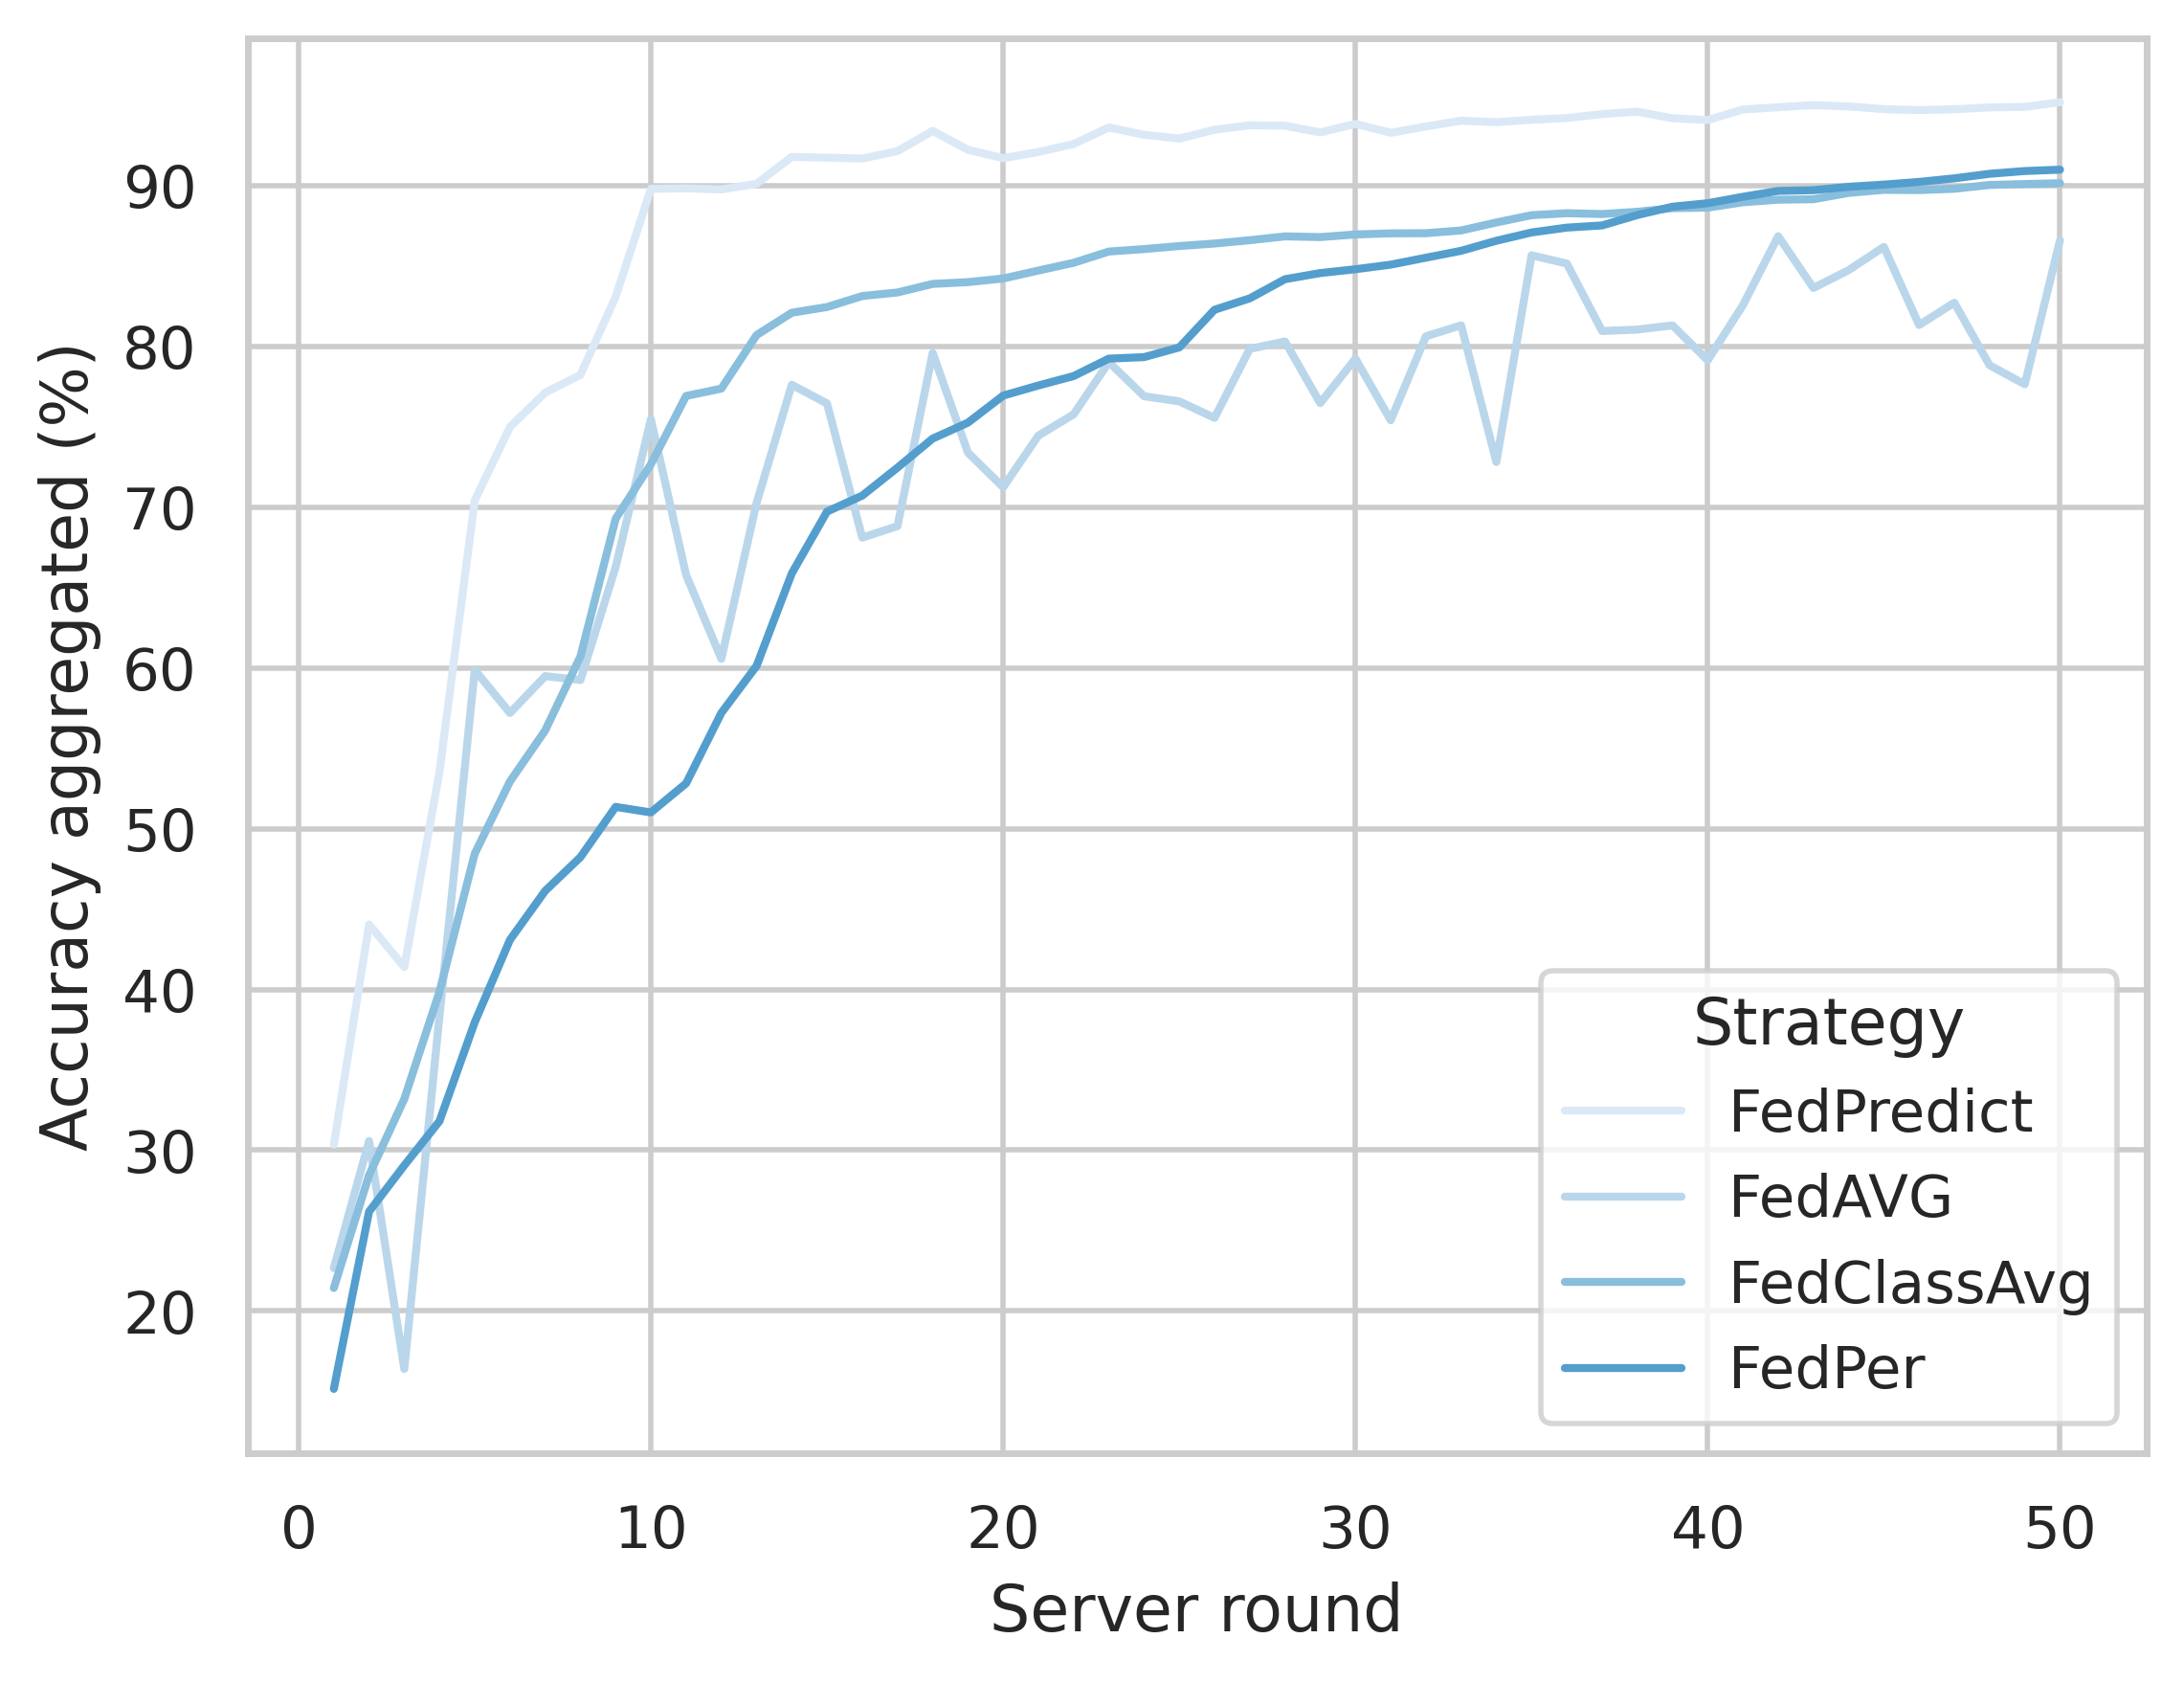 Accuracy aggregated (%)
90
80
70
60
50
40
30
20
0 10 20 30 40 50
Server round
Strategy
FedPredict
FedAVG
FedClassAvg
FedPer